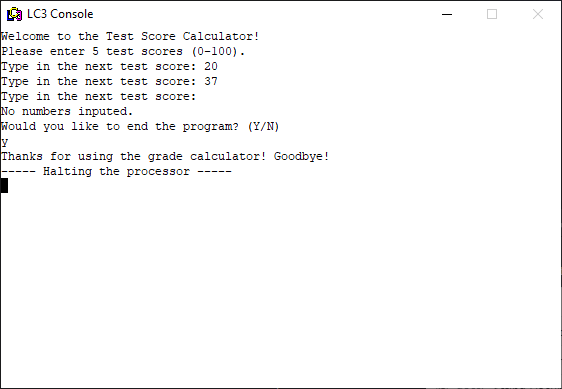 LC3 Console
Welcome to the Test Score Calculator!
Please enter 5 test scores (0-100).
Type in the next test score: 20
Type in the next test score: 37
Type in the next test score:
No numbers inputed.
Would you like to end the program? (Y/N)
y
Thanks for using the grade calculator! Goodbye!
----- Halting the processor -----